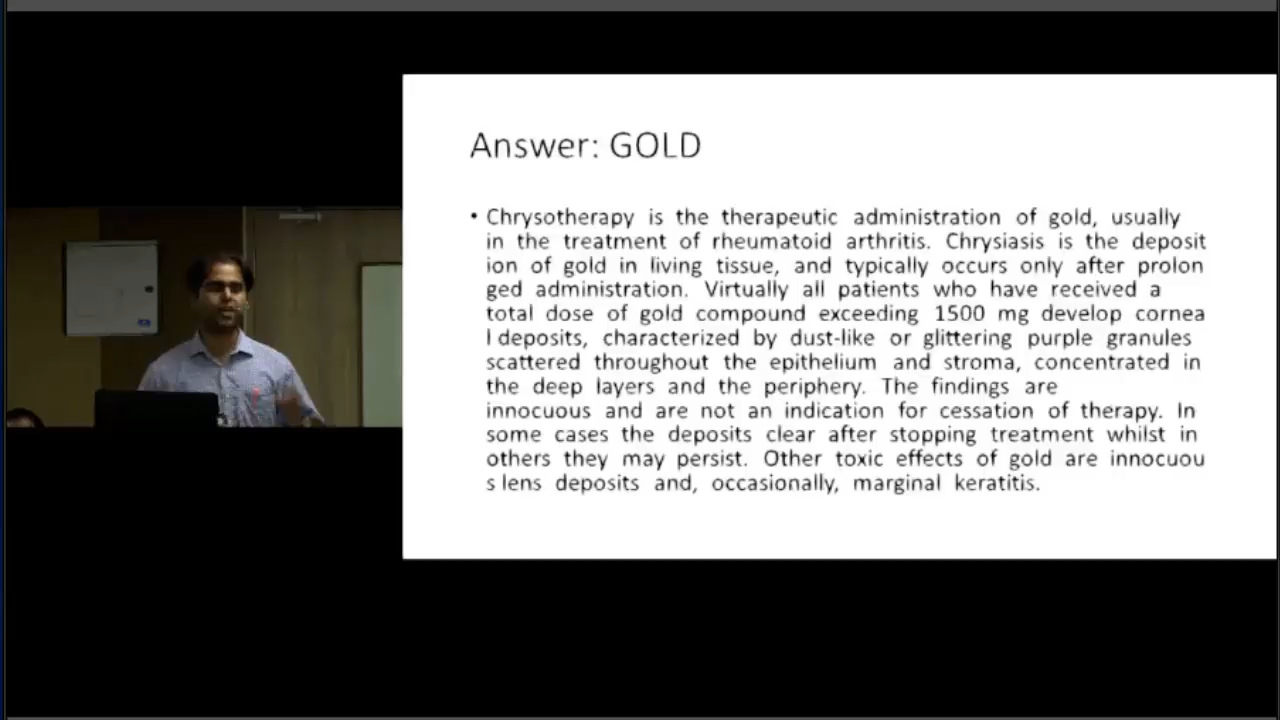 Answer: GOLD
• Chrysotherapy is the therapeutic administration of gold, usually
in the treatment of rheumatoid arthritis. Chrysiasis is the deposit
ion of gold in living tissue, and typically occurs only after prolon
ged administration. Virtually all patients who have received a
total dose of gold compound exceeding 1500 mg develop cornea
l deposits, characterized by dust-like or glittering purple granules
scattered throughout the epithelium and stroma, concentrated in
the deep layers and the periphery. The findings are
innocuous and are not an indication for cessation of therapy. In
some cases the deposits clear after stopping treatment whilst in
others they may persist. Other toxic effects of gold are innocuou
s lens deposits and, occasionally, marginal keratitis.